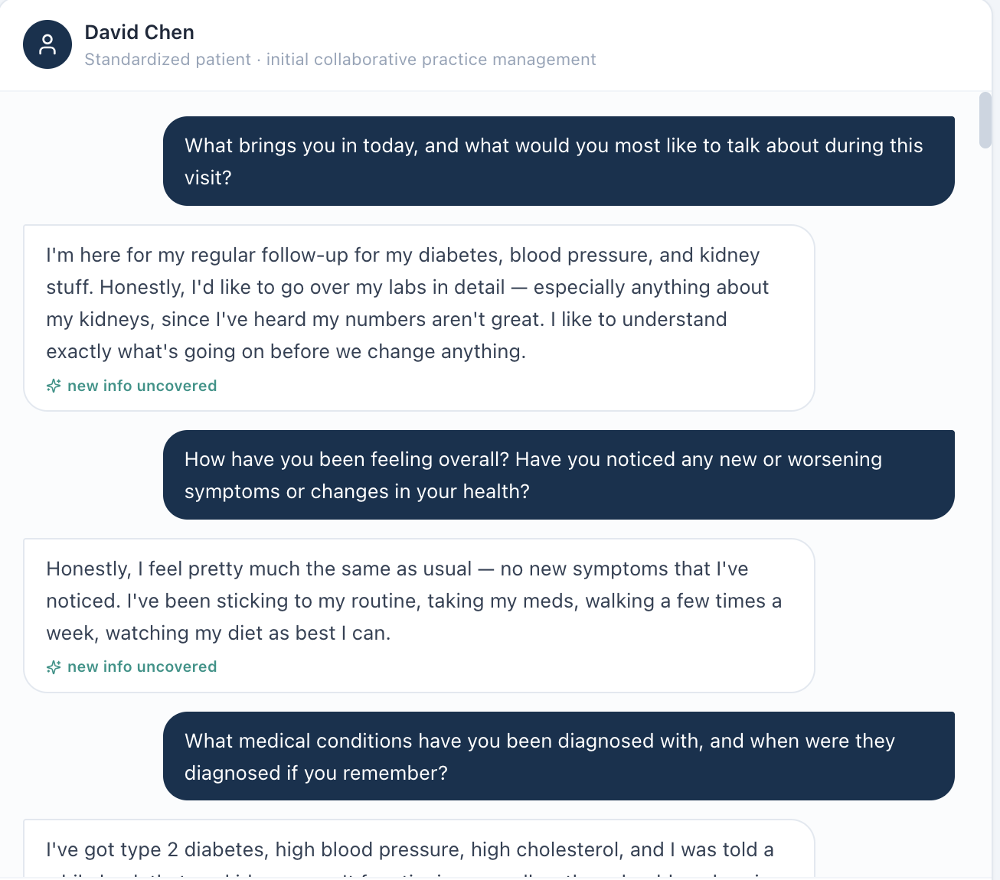 David Chen
Standardized patient · initial collaborative practice management
What brings you in today, and what would you most like to talk about during this
visit?
I'm here for my regular follow-up for my diabetes, blood pressure, and kidney
stuff. Honestly, I'd like to go over my labs in detail — especially anything about
my kidneys, since I've heard my numbers aren't great. I like to understand
exactly what's going on before we change anything.
new info uncovered
How have you been feeling overall? Have you noticed any new or worsening
symptoms or changes in your health?
Honestly, I feel pretty much the same as usual — no new symptoms that I've
noticed. I've been sticking to my routine, taking my meds, walking a few times a
week, watching my diet as best I can.
new info uncovered
What medical conditions have you been diagnosed with, and when were they
diagnosed if you remember?
I've got type 2 diabetes, high blood pressure, high cholesterol, and I was told a